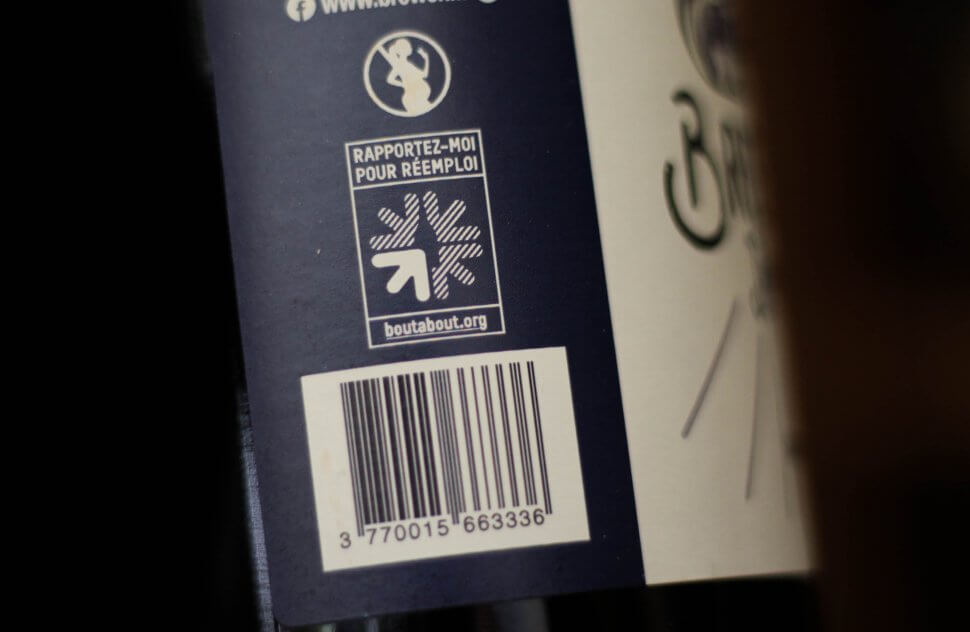 RAPPORTEZ-MOI
POUR RÉEMPLOI
boutabout.org
3 770015 663336